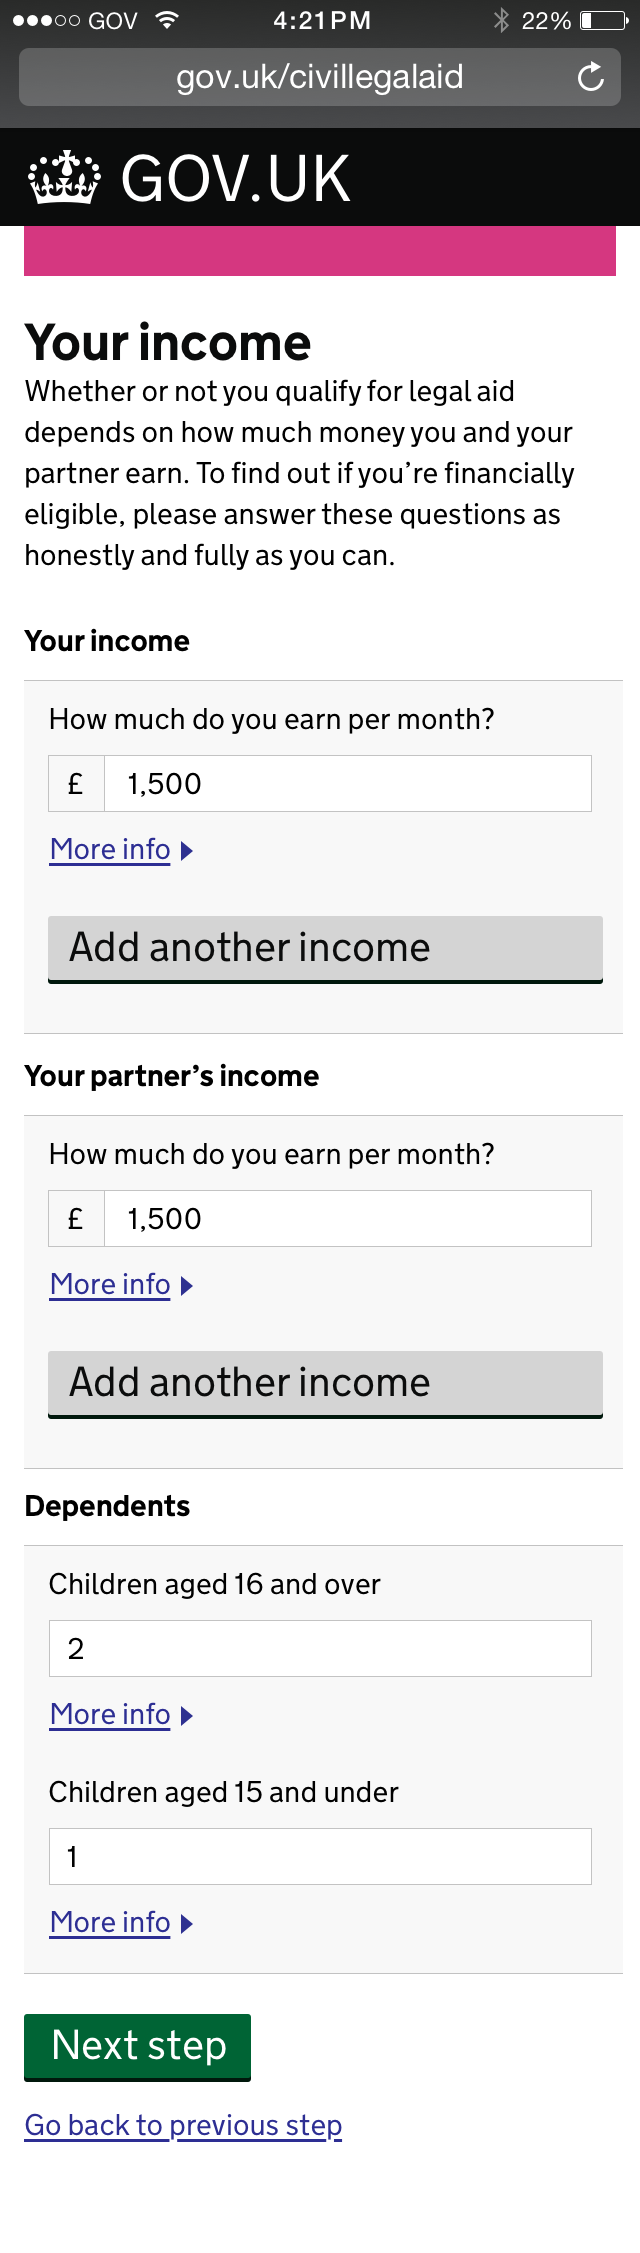 GOV 4:21PM 22%
gov.uk/civillegalaid
GOV.UK
Your income
Whether or not you qualify for legal aid
depends on how much money you and your
partner earn. To find out if you’re financially
eligible, please answer these questions as
honestly and fully as you can.
Your income
How much do you earn per month?
£ 1,500
More info
Add another income
Your partner’s income
How much do you earn per month?
£ 1,500
More info
Add another income
Dependents
Children aged 16 and over
2
More info
Children aged 15 and under
1
More info
Next step
Go back to previous step